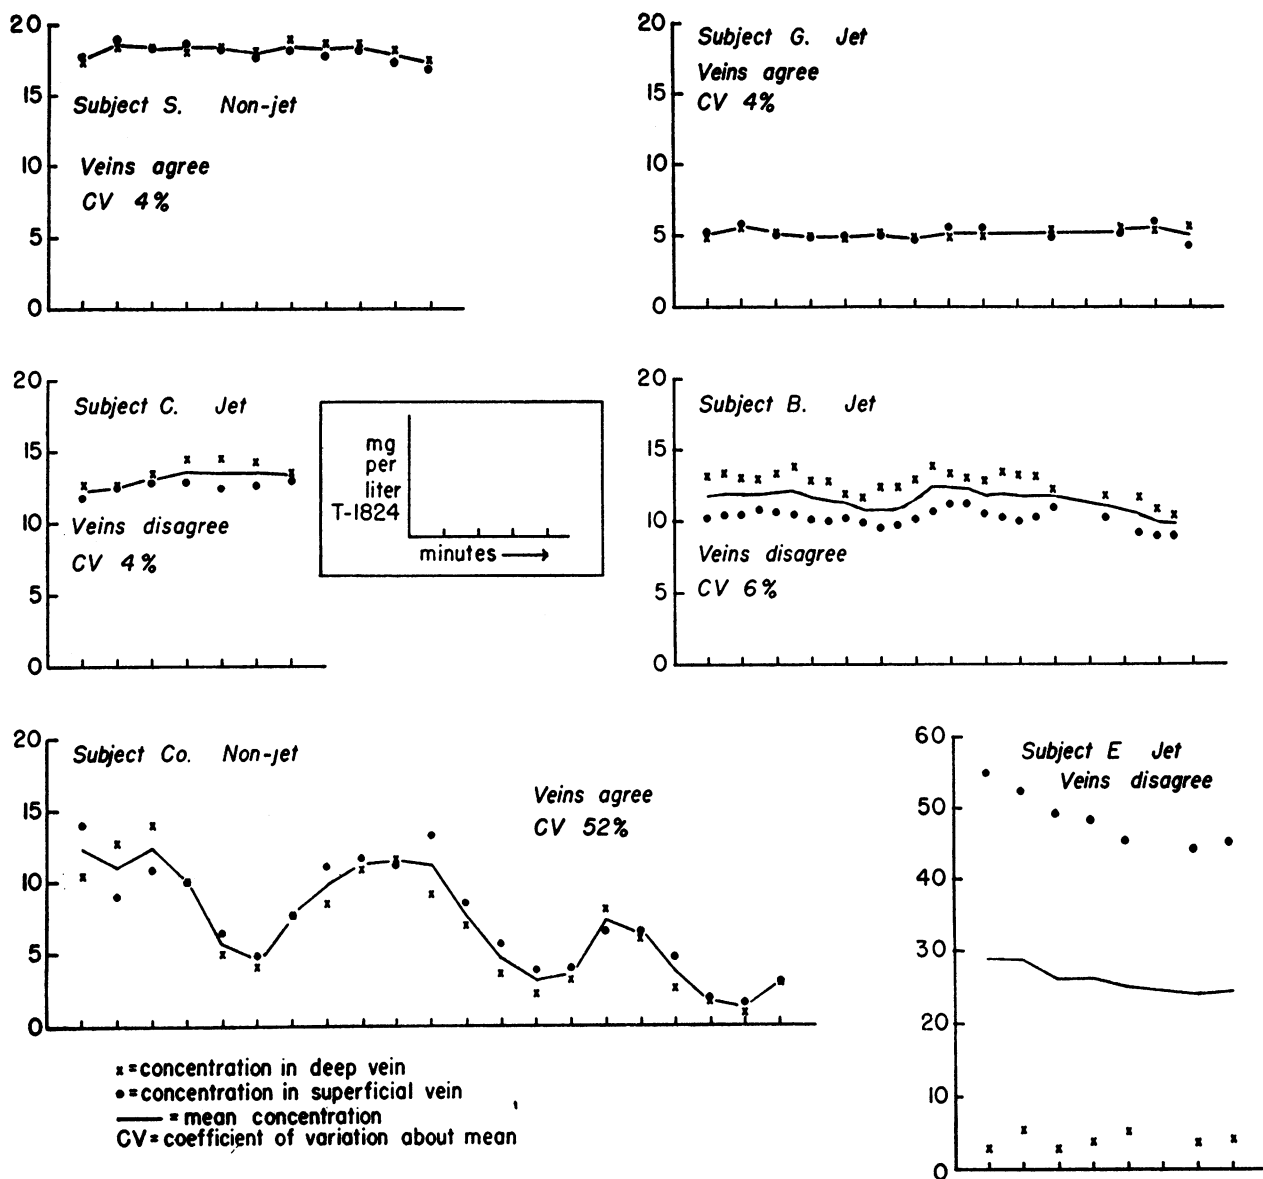 20
15
10
5
0
Subject S. Non-jet
Veins agree
CV 4%
20
15
10
5
0
Subject G. Jet
Veins agree
CV 4%
20
15
10
5
0
Subject C. Jet
Veins disagree
CV 4%
mg
per
liter
T-1824
minutes
20
15
10
5
0
Subject B. Jet
Veins disagree
CV 6%
20
15
10
5
0
Subject Co. Non-jet
Veins agree
CV 52%
60
50
40
30
20
10
0
Subject E Jet
Veins disagree
x = concentration in deep vein
• = concentration in superficial vein
— = mean concentration
CV = coefficient of variation about mean